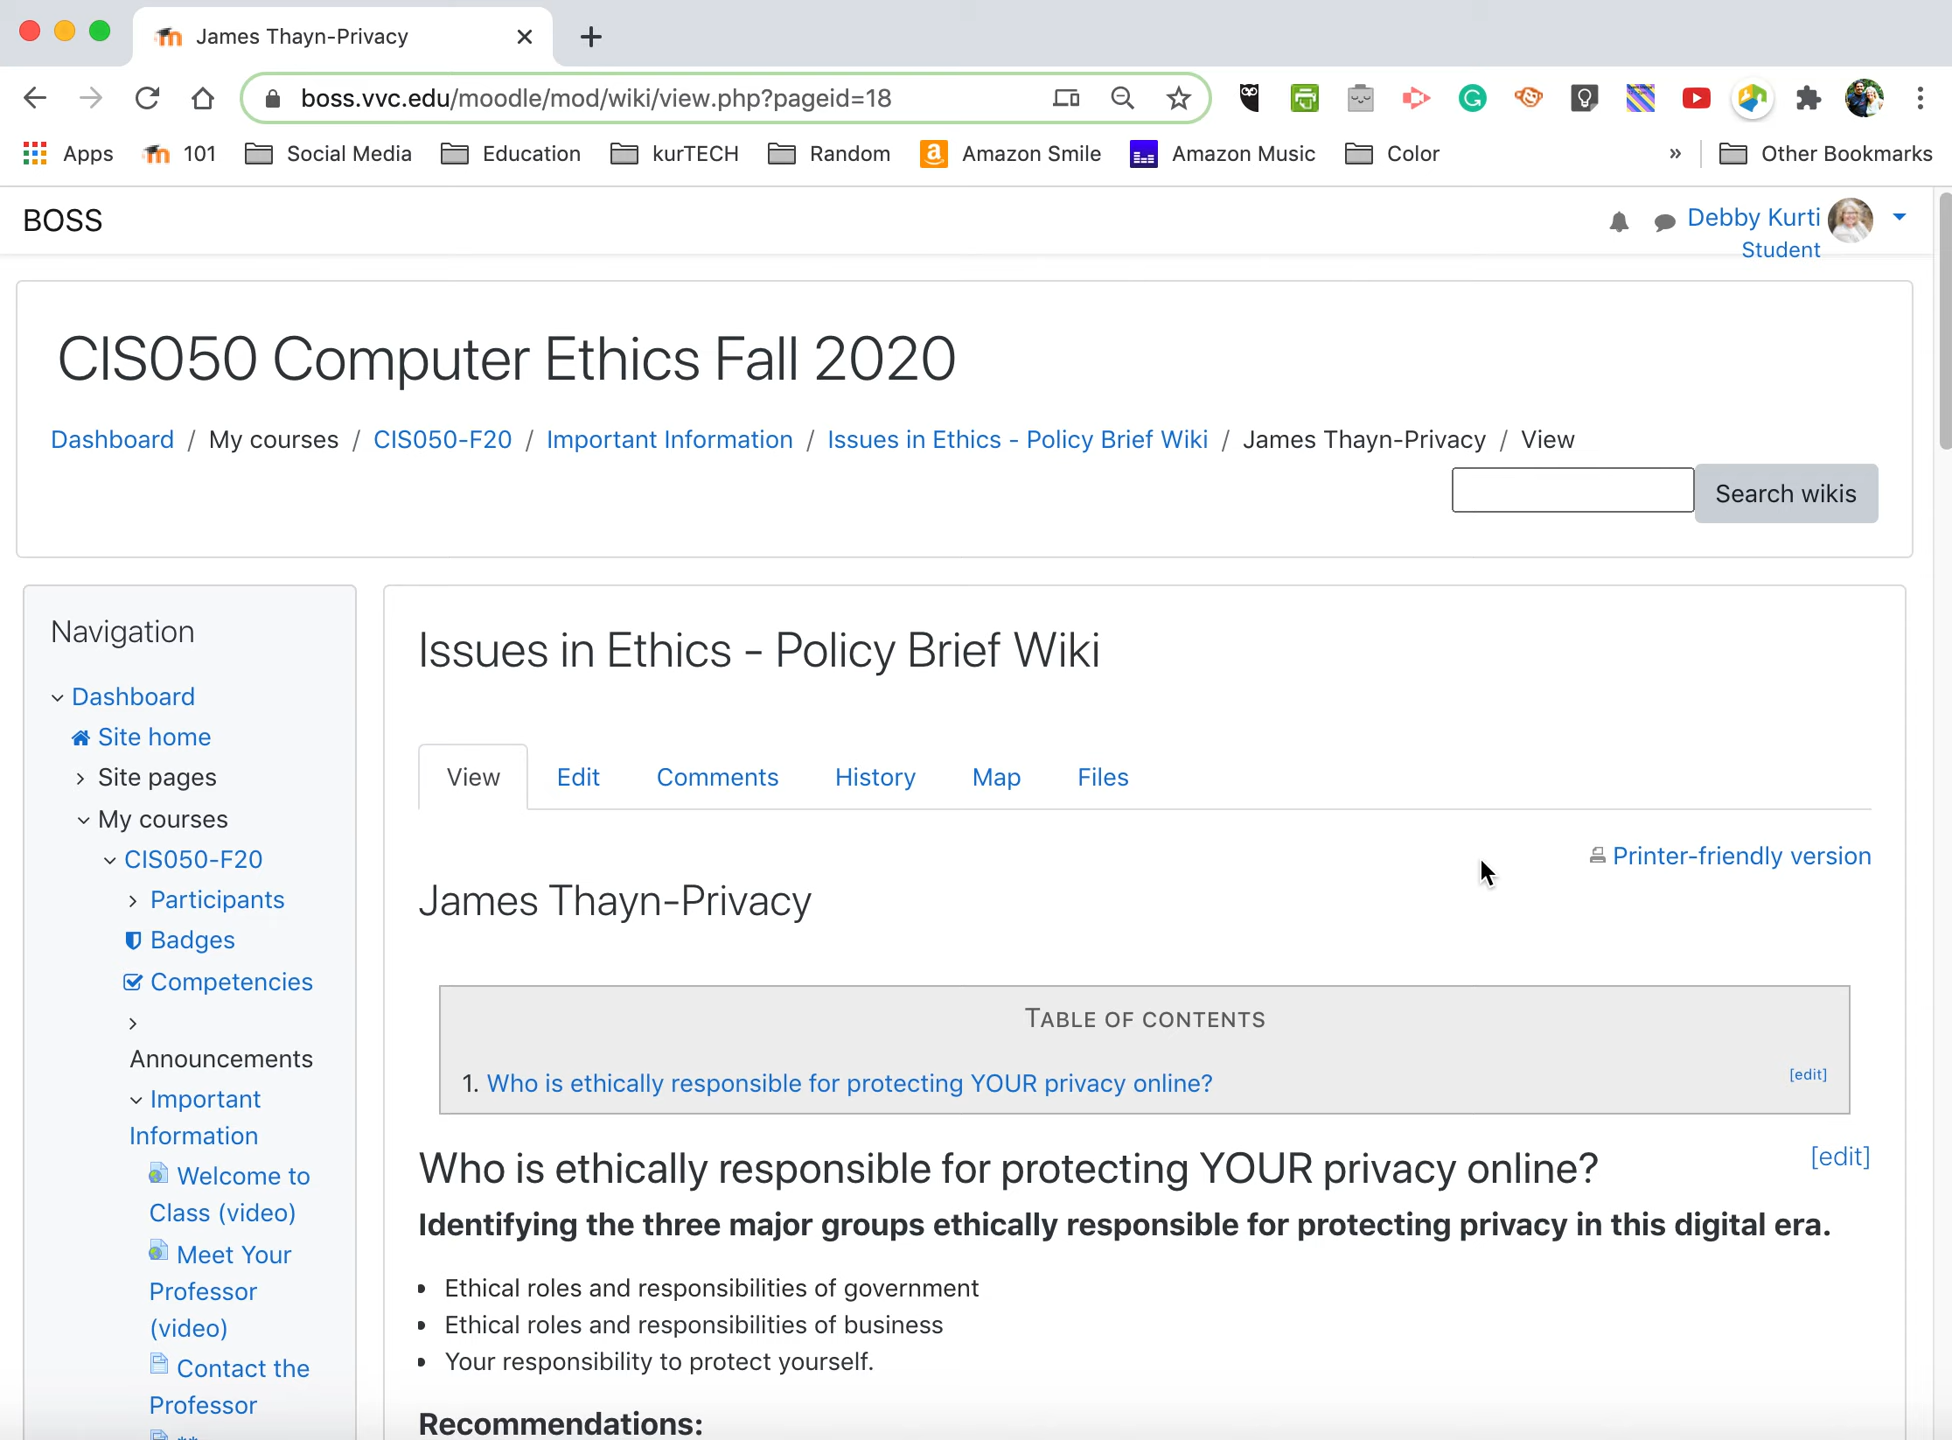 James Thayn-Privacy
boss.vvc.edu/moodle/mod/wiki/view.php?pageid=18
Apps 101 Social Media Education kurTECH Random Amazon Smile Amazon Music Color » Other Bookmarks
BOSS
Debby Kurti
Student
CIS050 Computer Ethics Fall 2020
Dashboard / My courses / CIS050-F20 / Important Information / Issues in Ethics - Policy Brief Wiki / James Thayn-Privacy / View
Search wikis
Navigation
Dashboard
Site home
Site pages
My courses
CIS050-F20
Participants
Badges
Competencies
Announcements
Important
Information
Welcome to
Class (video)
Meet Your
Professor
(video)
Contact the
Professor
Issues in Ethics - Policy Brief Wiki
View Edit Comments History Map Files
Printer-friendly version
James Thayn-Privacy
TABLE OF CONTENTS
1. Who is ethically responsible for protecting YOUR privacy online? [edit]
Who is ethically responsible for protecting YOUR privacy online? [edit]
Identifying the three major groups ethically responsible for protecting privacy in this digital era.
• Ethical roles and responsibilities of government
• Ethical roles and responsibilities of business
• Your responsibility to protect yourself.
Recommendations: